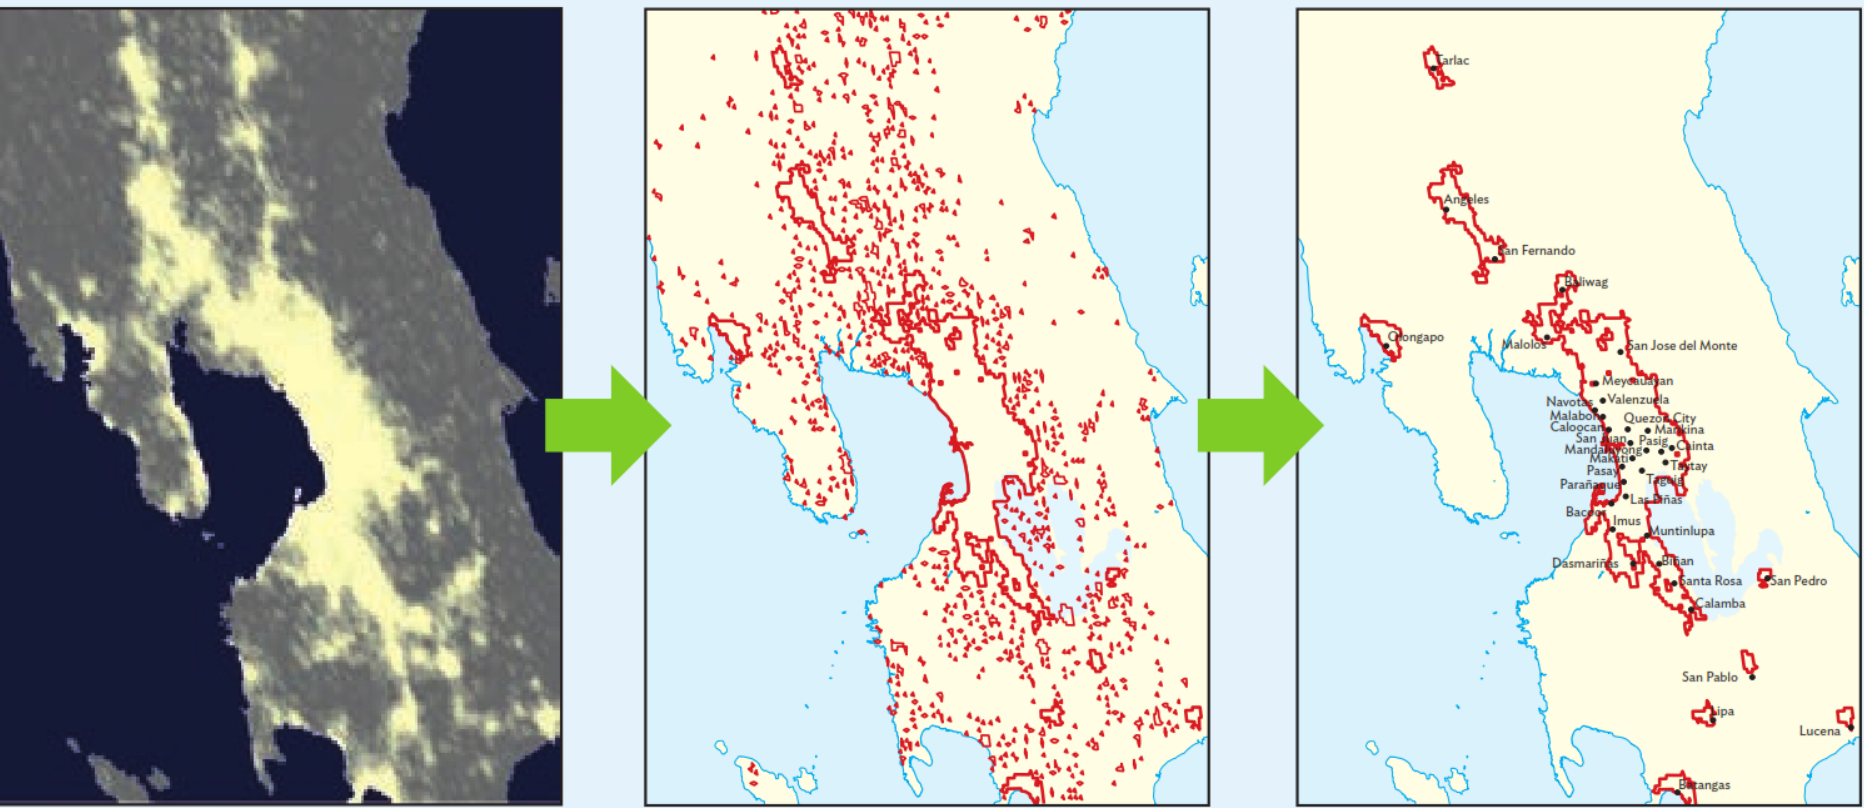 Tarlac
Angeles
San Fernando
Baliwag
Olongapo
Malolos
San Jose del Monte
Meycauayan
Navotas
Valenzuela
Malabon
Quezon City
Caloocan
Marikina
San Juan
Pasig
Cainta
Mandaluyong
Makati
Taytay
Pasay
Taguig
Parañaque
Las Piñas
Bacoor
Imus
Muntinlupa
Dasmariñas
Biñan
Santa Rosa
San Pedro
Calamba
San Pablo
Lipa
Lucena
Batangas